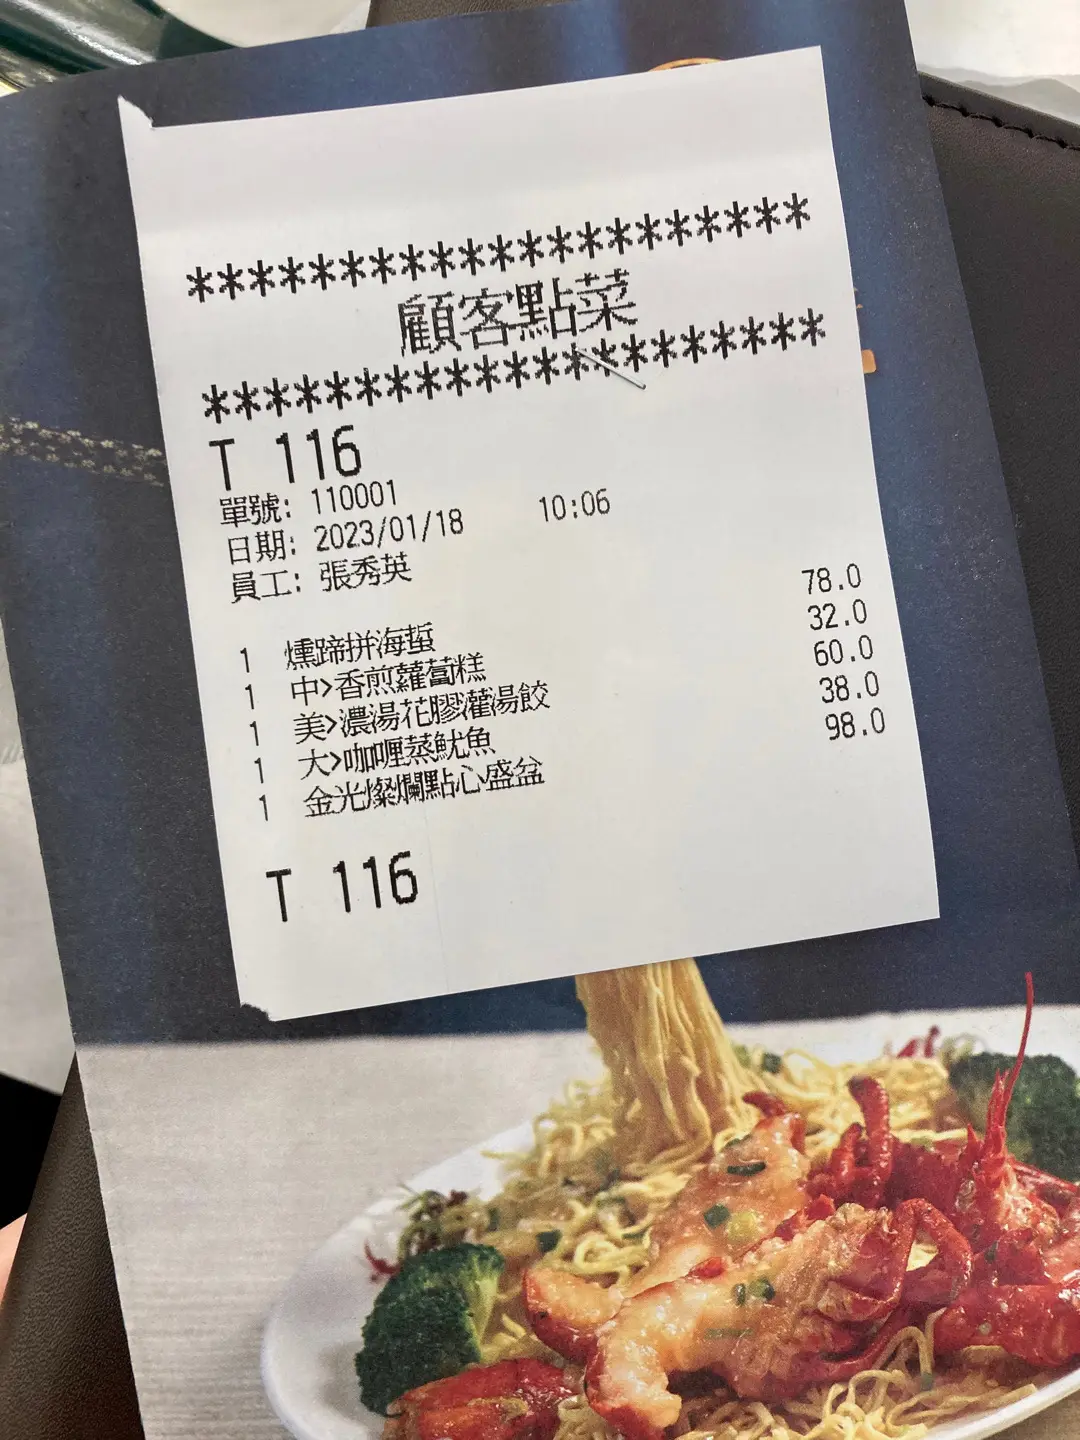 ********************
顧客點菜
********************
T 116
單號: 110001
日期: 2023/01/18 10:06
員工: 張秀英
1 燻蹄拼海蜇 78.0
1 中>香煎蘿蔔糕 32.0
1 美>濃湯花膠灌湯餃 60.0
1 大>咖喱蒸魷魚 38.0
1 金光燦爛點心盛盆 98.0
T 116